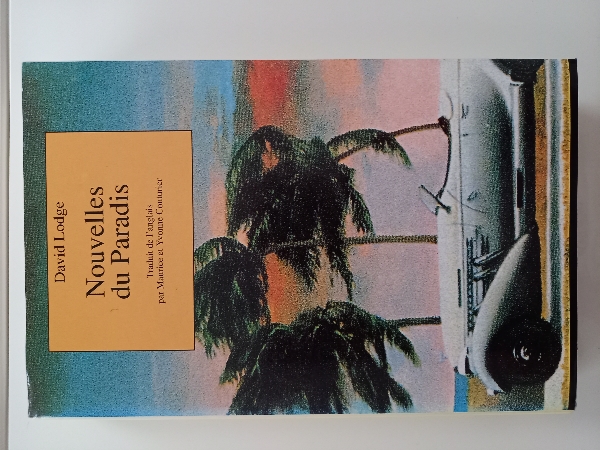 David Lodge
Nouvelles
du Paradis
Traduit de l'anglais
par Maurice et Yvonne Couturier